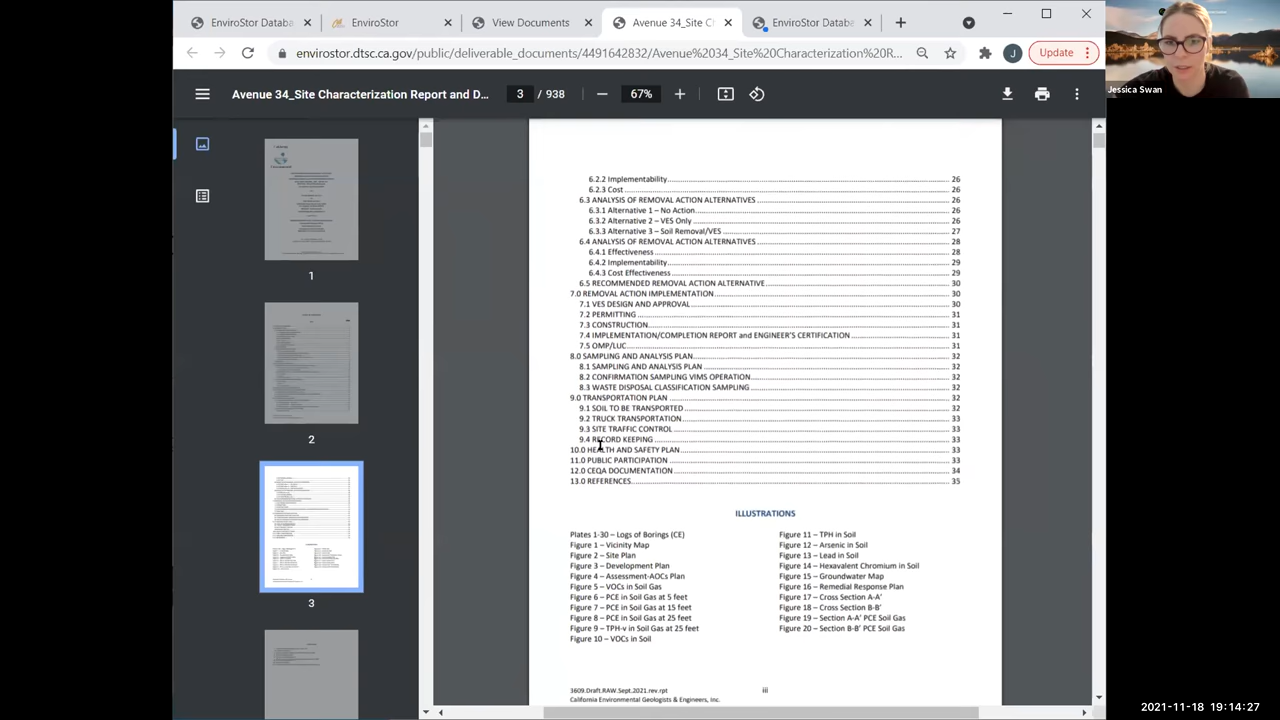 EnviroStor Databa
EnviroStor
View Documents
Avenue 34_Site C
EnviroStor Databa
envirostor.dtsc.ca.gov/public/deliverable_documents/4491642832/Avenue%2034_Site%20Characterization%20R...
J
Update
Jessica Swan
Avenue 34_Site Characterization Report and D...
3 / 938
67%
1
2
3
6.2.2 Implementability 26
6.2.3 Cost 26
6.3 ANALYSIS OF REMOVAL ACTION ALTERNATIVES 26
6.3.1 Alternative 1 – No Action 26
6.3.2 Alternative 2 – VES Only 26
6.3.3 Alternative 3 – Soil Removal/VES 27
6.4 ANALYSIS OF REMOVAL ACTION ALTERNATIVES 28
6.4.1 Effectiveness 28
6.4.2 Implementability 29
6.4.3 Cost Effectiveness 29
6.5 RECOMMENDED REMOVAL ACTION ALTERNATIVE 30
7.0 REMOVAL ACTION IMPLEMENTATION 30
7.1 VES DESIGN AND APPROVAL 30
7.2 PERMITTING 31
7.3 CONSTRUCTION 31
7.4 IMPLEMENTATION/COMPLETION REPORT and ENGINEER'S CERTIFICATION 31
7.5 OMP/LUC 31
8.0 SAMPLING AND ANALYSIS PLAN 32
8.1 SAMPLING AND ANALYSIS PLAN 32
8.2 CONFIRMATION SAMPLING VIMS OPERATION 32
8.3 WASTE DISPOSAL CLASSIFICATION SAMPLING 32
9.0 TRANSPORTATION PLAN 32
9.1 SOIL TO BE TRANSPORTED 32
9.2 TRUCK TRANSPORTATION 33
9.3 SITE TRAFFIC CONTROL 33
9.4 RECORD KEEPING 33
10.0 HEALTH AND SAFETY PLAN 33
11.0 PUBLIC PARTICIPATION 33
12.0 CEQA DOCUMENTATION 34
13.0 REFERENCES 35
ILLUSTRATIONS
Plates 1-30 – Logs of Borings (CE)
Figure 1 – Vicinity Map
Figure 2 – Site Plan
Figure 3 – Development Plan
Figure 4 – Assessment-AOCs Plan
Figure 5 – VOCs in Soil Gas
Figure 6 – PCE in Soil Gas at 5 feet
Figure 7 – PCE in Soil Gas at 15 feet
Figure 8 – PCE in Soil Gas at 25 feet
Figure 9 – TPH-v in Soil Gas at 25 feet
Figure 10 – VOCs in Soil
Figure 11 – TPH in Soil
Figure 12 – Arsenic in Soil
Figure 13 – Lead in Soil
Figure 14 – Hexavalent Chromium in Soil
Figure 15 – Groundwater Map
Figure 16 – Remedial Response Plan
Figure 17 – Cross Section A-A'
Figure 18 – Cross Section B-B'
Figure 19 – Section A-A' PCE Soil Gas
Figure 20 – Section B-B' PCE Soil Gas
3609.Draft.RAW.Sept.2021.rev.rpt
iii
California Environmental Geologists & Engineers, Inc.
2021-11-18 19:14:27